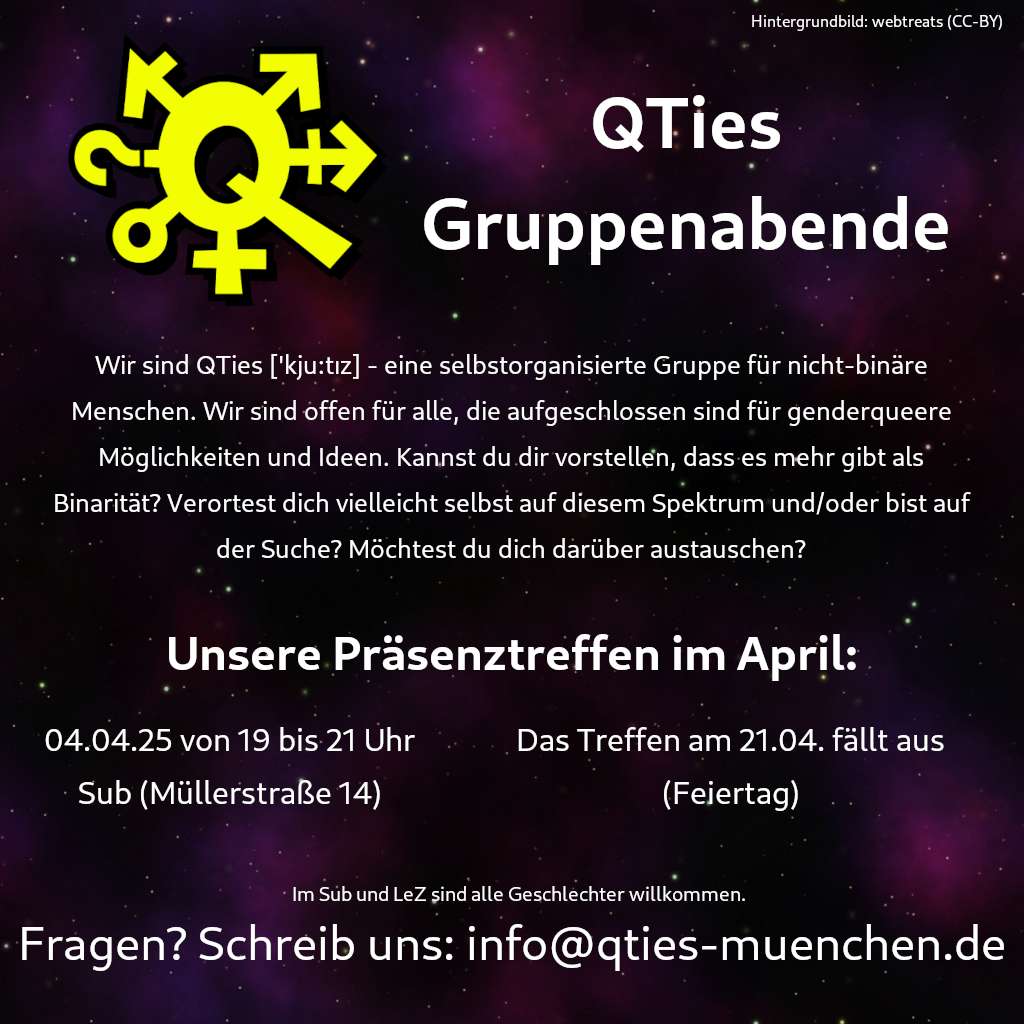 Hintergrundbild: webtreats (CC-BY)
QTies
Gruppenabende
Wir sind QTies ['kju:tɪz] - eine selbstorganisierte Gruppe für nicht-binäre
Menschen. Wir sind offen für alle, die aufgeschlossen sind für genderqueere
Möglichkeiten und Ideen. Kannst du dir vorstellen, dass es mehr gibt als
Binarität? Verortest dich vielleicht selbst auf diesem Spektrum und/oder bist auf
der Suche? Möchtest du dich darüber austauschen?
Unsere Präsenztreffen im April:
04.04.25 von 19 bis 21 Uhr
Sub (Müllerstraße 14)
Das Treffen am 21.04. fällt aus
(Feiertag)
Im Sub und LeZ sind alle Geschlechter willkommen.
Fragen? Schreib uns: info@qties-muenchen.de